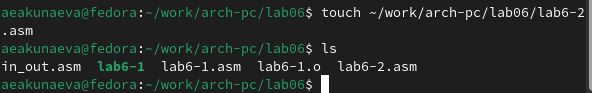 aeakunaeva@fedora:~/work/arch-pc/lab06$ touch ~/work/arch-pc/lab06/lab6-2
.asm
aeakunaeva@fedora:~/work/arch-pc/lab06$ ls
in_out.asm  lab6-1  lab6-1.asm  lab6-1.o  lab6-2.asm
aeakunaeva@fedora:~/work/arch-pc/lab06$